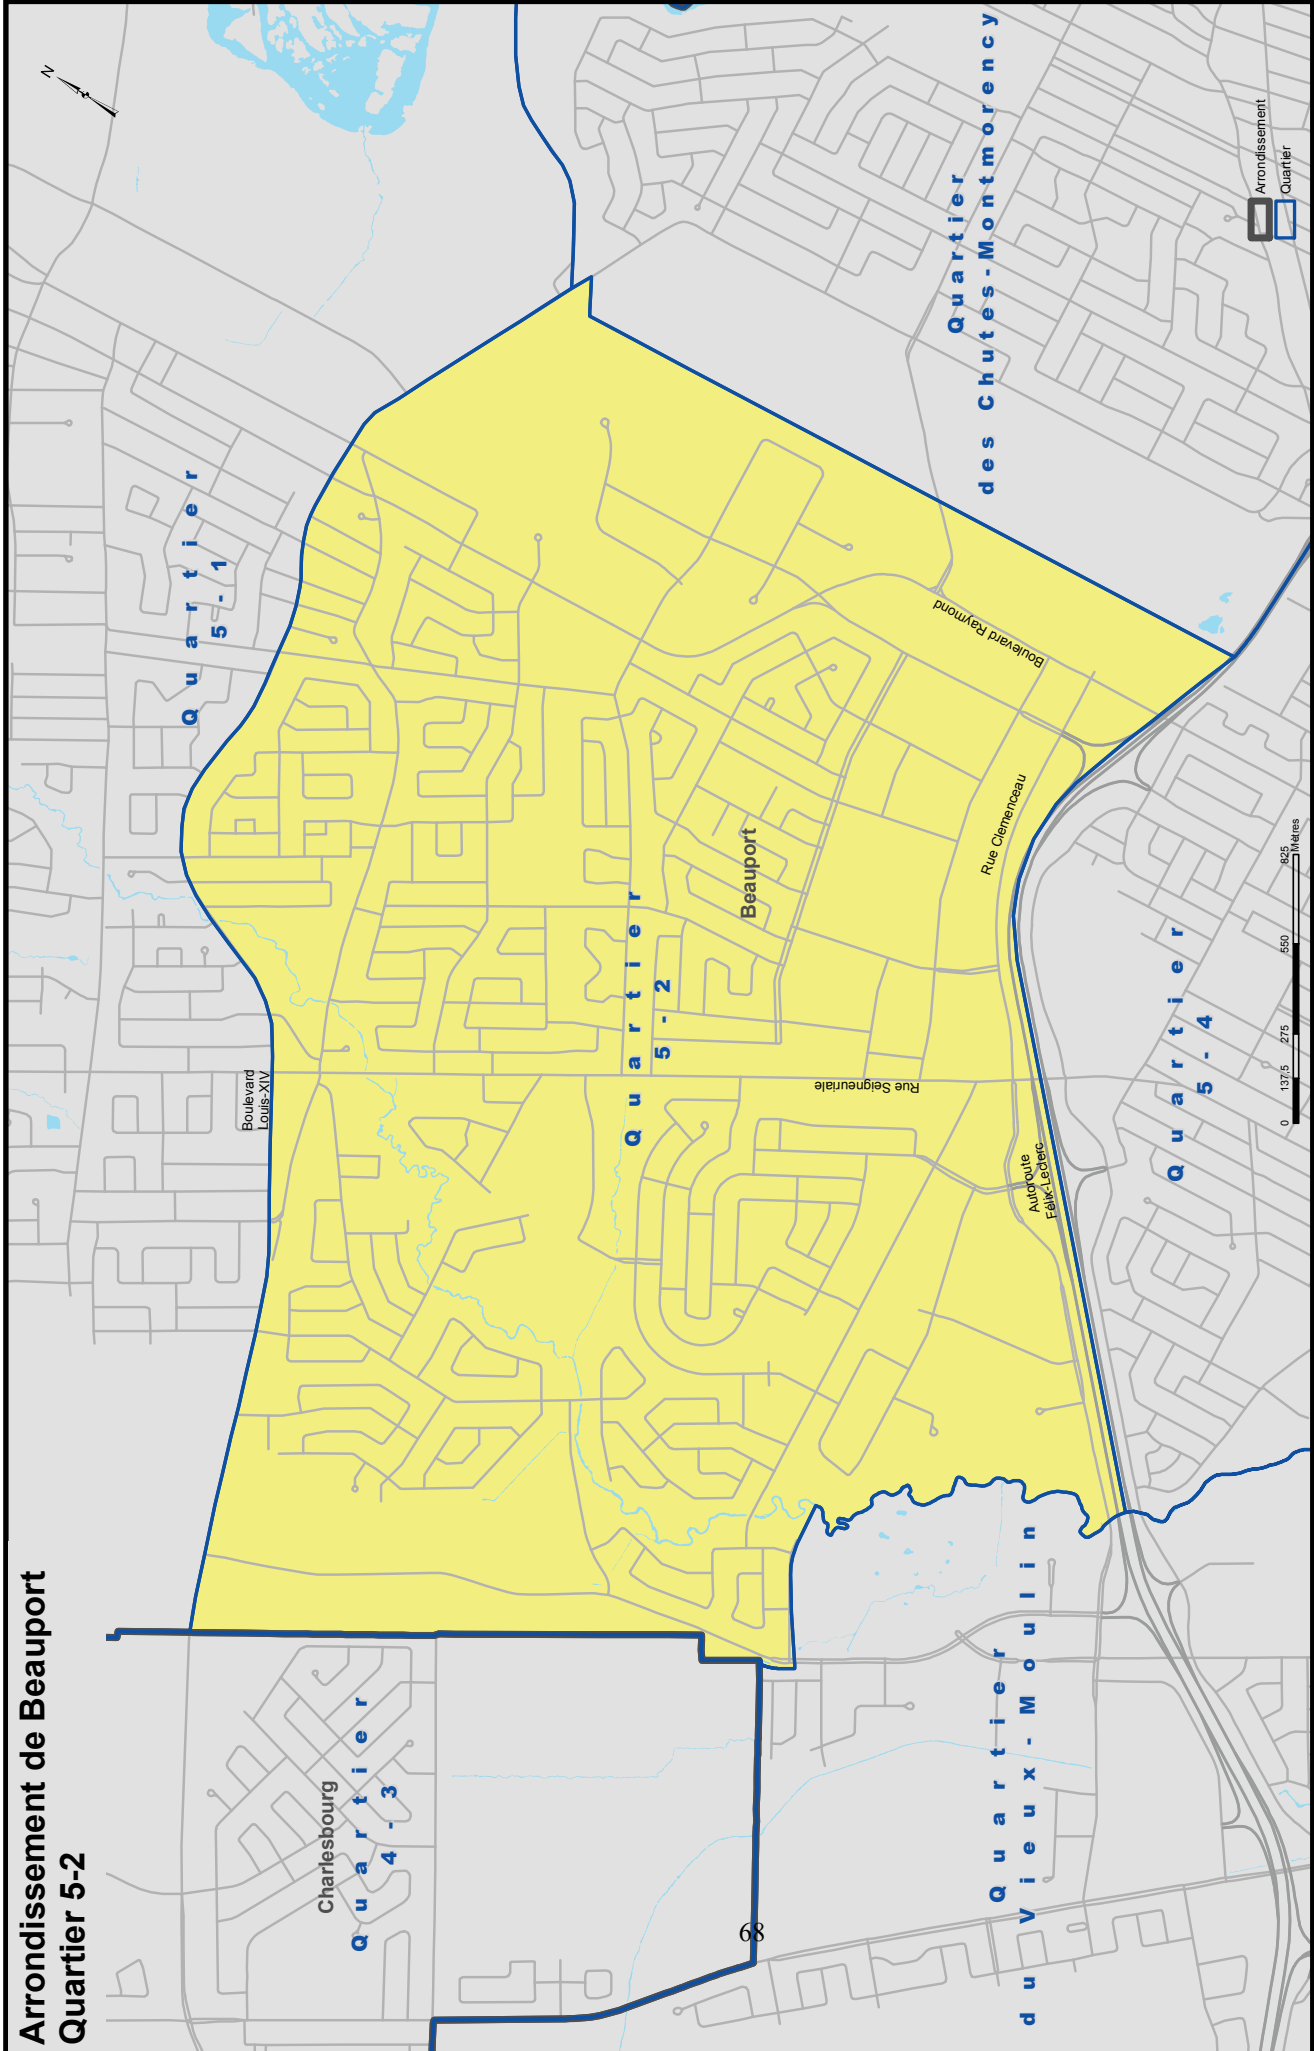 Arrondissement de Beauport
Quartier 5-2
N
Quartier
5-1
Boulevard
Louis-XIV
Charlesbourg
Quartier
4-3
Quartier
5-2
Beauport
Rue Seigneuriale
Rue Clemenceau
Boulevard Raymond
Autoroute
Félix-Leclerc
Quartier
des Chutes-Montmorency
Quartier
du Vieux-Moulin
Quartier
5-4
Arrondissement
Quartier
0 137,5 275 550 825
Mètres
68